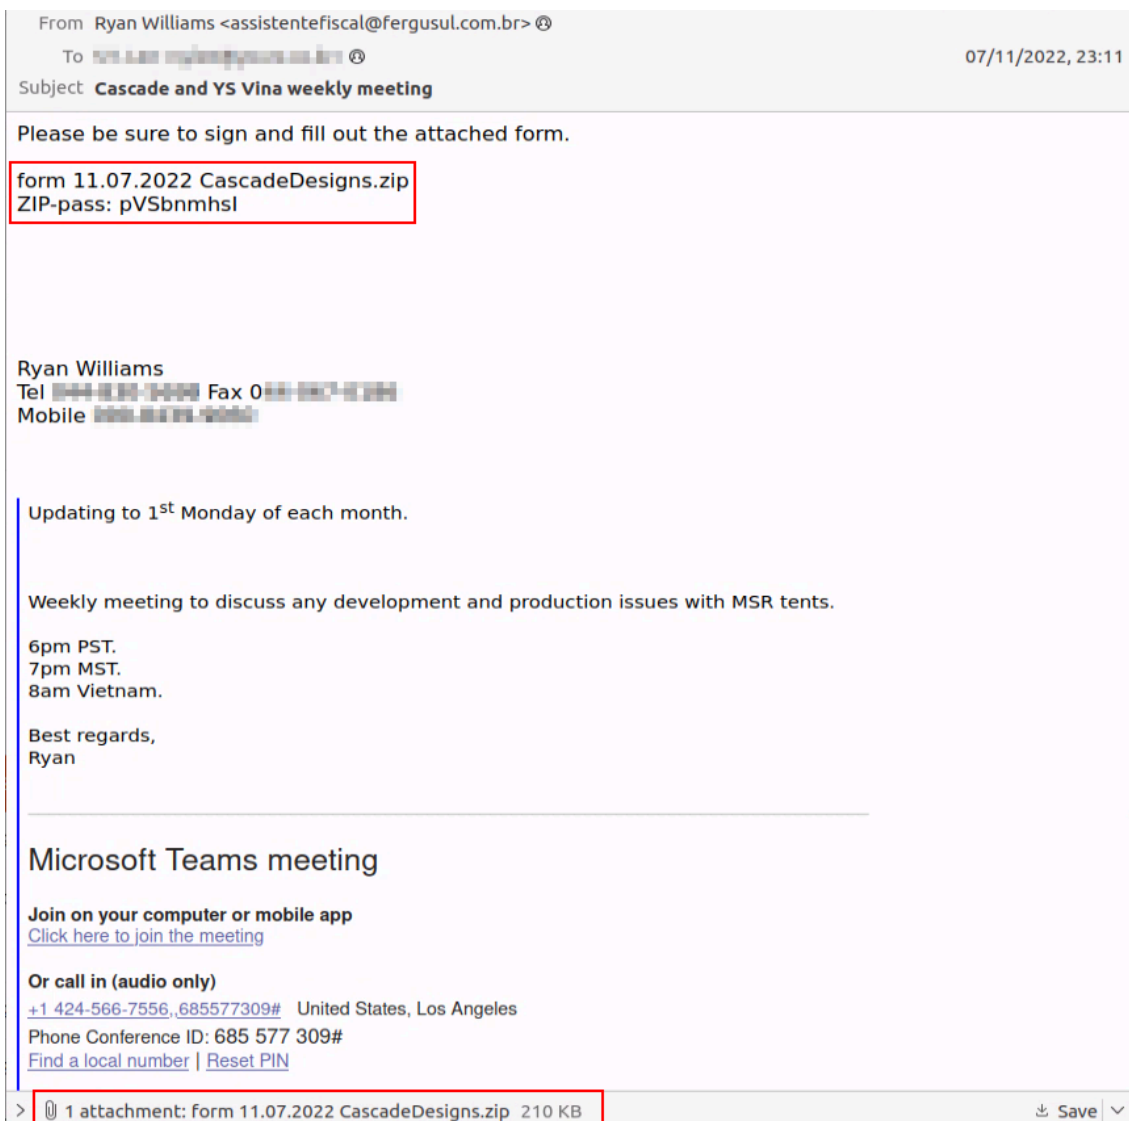 From Ryan Williams <assistentefiscal@fergusul.com.br>
To
07/11/2022, 23:11
Subject Cascade and YS Vina weekly meeting
Please be sure to sign and fill out the attached form.
form 11.07.2022 CascadeDesigns.zip
ZIP-pass: pVSbnmhsI
Ryan Williams
Tel Fax 0
Mobile
Updating to 1st Monday of each month.
Weekly meeting to discuss any development and production issues with MSR tents.
6pm PST.
7pm MST.
8am Vietnam.
Best regards,
Ryan
Microsoft Teams meeting
Join on your computer or mobile app
Click here to join the meeting
Or call in (audio only)
+1 424-566-7556,,685577309# United States, Los Angeles
Phone Conference ID: 685 577 309#
Find a local number | Reset PIN
1 attachment: form 11.07.2022 CascadeDesigns.zip 210 KB
Save